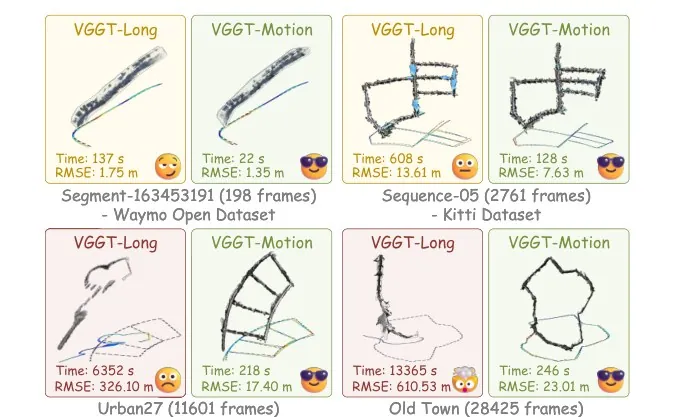 VGGT-Long
Time: 137 s
RMSE: 1.75 m
VGGT-Motion
Time: 22 s
RMSE: 1.35 m
Segment-163453191 (198 frames)
- Waymo Open Dataset
VGGT-Long
Time: 608 s
RMSE: 13.61 m
VGGT-Motion
Time: 128 s
RMSE: 7.63 m
Sequence-05 (2761 frames)
- Kitti Dataset
VGGT-Long
Time: 6352 s
RMSE: 326.10 m
VGGT-Motion
Time: 218 s
RMSE: 17.40 m
Urban27 (11601 frames)
VGGT-Long
Time: 13365 s
RMSE: 610.53 m
VGGT-Motion
Time: 246 s
RMSE: 23.01 m
Old Town (28425 frames)